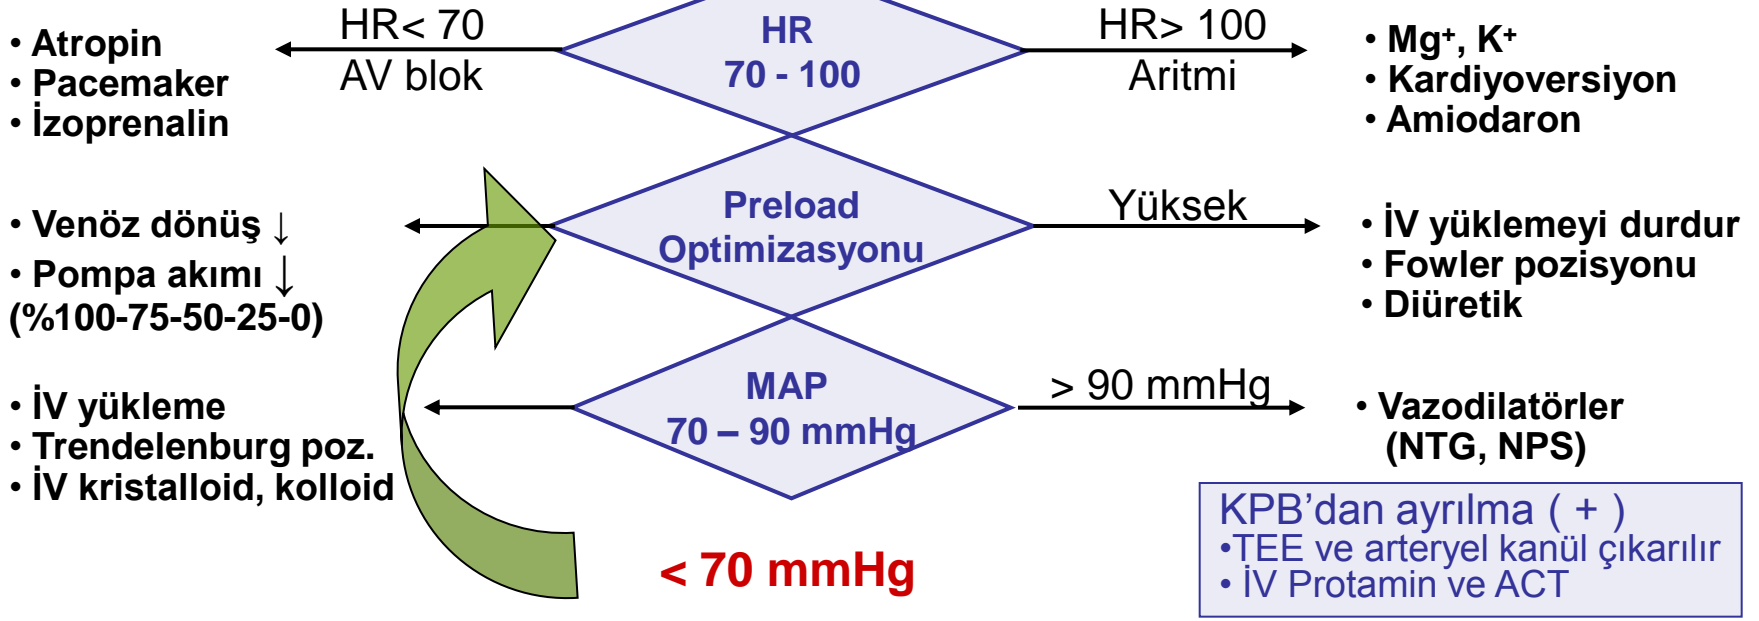 • Atropin
• Pacemaker
• İzoprenalin
HR< 70
AV blok
HR
70 - 100
HR> 100
Aritmi
• Mg+, K+
• Kardiyoversiyon
• Amiodaron
• Venöz dönüş ↓
• Pompa akımı ↓
(%100-75-50-25-0)
Preload
Optimizasyonu
Yüksek
• İV yüklemeyi durdur
• Fowler pozisyonu
• Diüretik
• İV yükleme
• Trendelenburg poz.
• İV kristalloid, kolloid
MAP
70 – 90 mmHg
> 90 mmHg
• Vazodilatörler
(NTG, NPS)
< 70 mmHg
KPB’dan ayrılma ( + )
•TEE ve arteryel kanül çıkarılır
• İV Protamin ve ACT